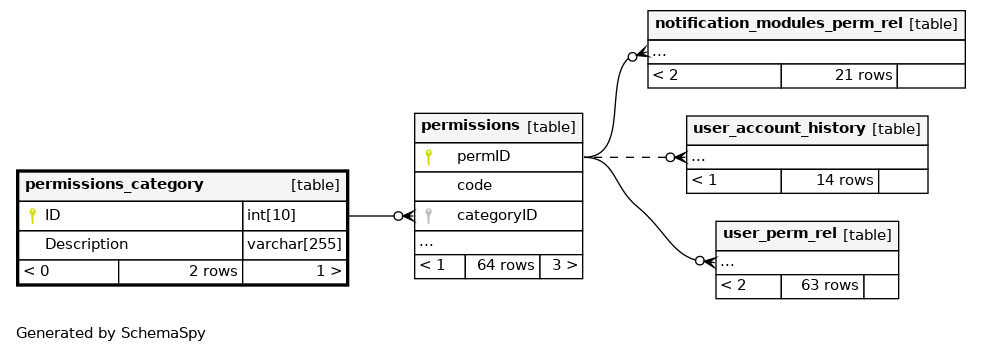 notification_modules_perm_rel [table]
...
< 2 21 rows
permissions [table]
permID
code
categoryID
...
< 1 64 rows 3 >
user_account_history [table]
...
< 1 14 rows
permissions_category [table]
ID int[10]
Description varchar[255]
< 0 2 rows 1 >
user_perm_rel [table]
...
< 2 63 rows
Generated by SchemaSpy